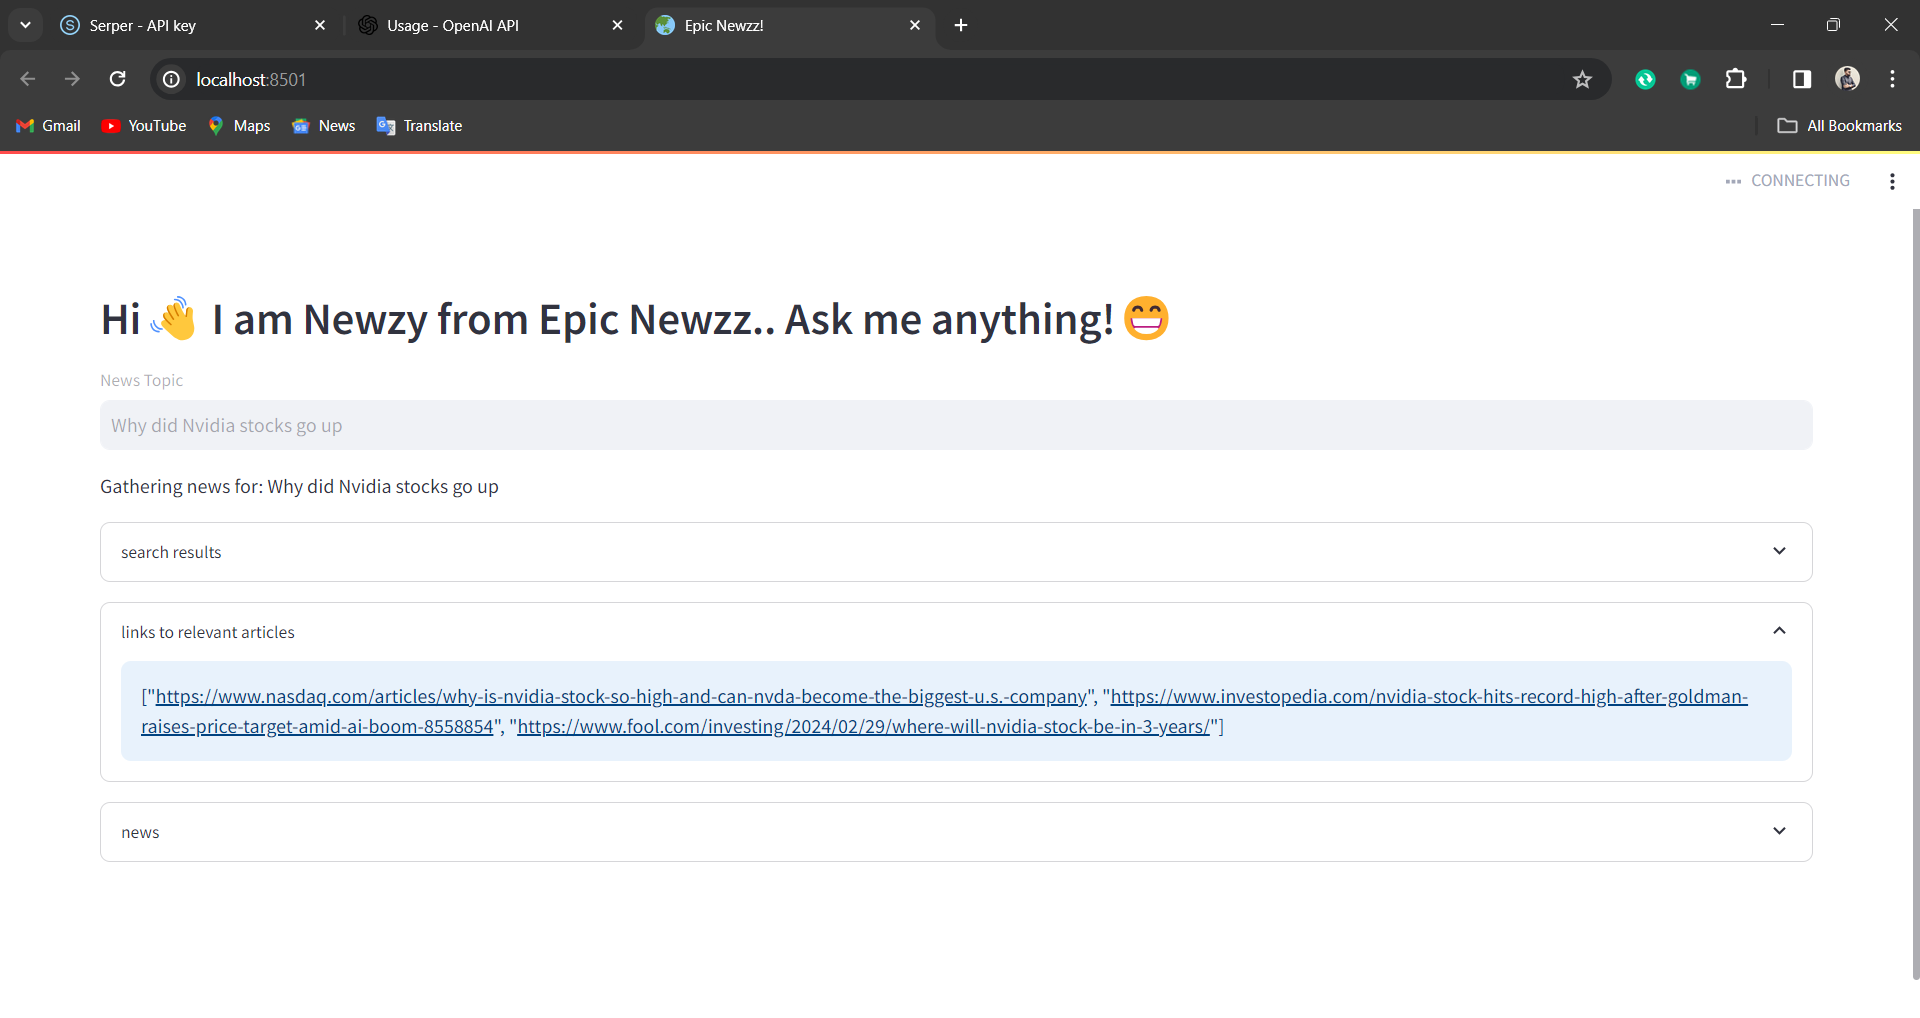 Serper - API key
Usage - OpenAI API
Epic Newzz!
localhost:8501
Gmail
YouTube
Maps
News
Translate
All Bookmarks
CONNECTING
Hi 👋 I am Newzy from Epic Newzz.. Ask me anything! 😁
News Topic
Why did Nvidia stocks go up
Gathering news for: Why did Nvidia stocks go up
search results
links to relevant articles
["https://www.nasdaq.com/articles/why-is-nvidia-stock-so-high-and-can-nvda-become-the-biggest-u.s.-company", "https://www.investopedia.com/nvidia-stock-hits-record-high-after-goldman-
raises-price-target-amid-ai-boom-8558854", "https://www.fool.com/investing/2024/02/29/where-will-nvidia-stock-be-in-3-years/"]
news